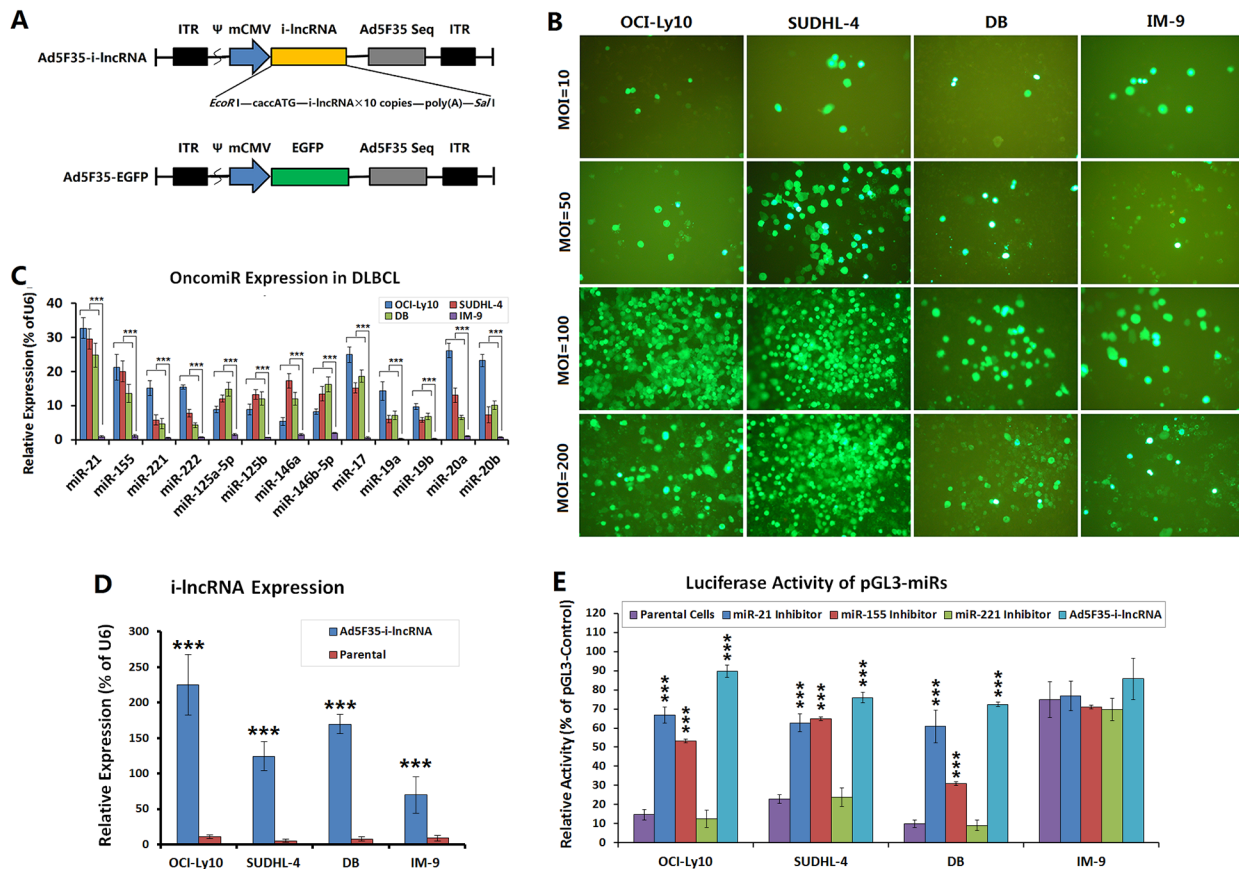 A
ITR Ψ mCMV i-lncRNA Ad5F35 Seq ITR
Ad5F35-i-lncRNA
EcoR I—caccATG—i-lncRNA×10 copies—poly(A)—Sal I
ITR Ψ mCMV EGFP Ad5F35 Seq ITR
Ad5F35-EGFP
B
OCI-Ly10 SUDHL-4 DB IM-9
MOI=10
MOI=50
MOI=100
MOI=200
C
OncomiR Expression in DLBCL
Relative Expression (% ofU6)
40
30
20
10
0
OCI-Ly10 SUDHL-4
DB IM-9
*** *** *** *** *** *** *** *** *** *** *** *** ***
miR-21 miR-155 miR-221 miR-222 miR-125a-5p miR-125b miR-146a miR-146b-5p miR-17 miR-19a miR-19b miR-20a miR-20b
D
i-lncRNA Expression
Relative Expression (% of U6)
300
250
200
150
100
50
0
Ad5F35-i-lncRNA
Parental
*** *** *** ***
OCI-Ly10 SUDHL-4 DB IM-9
E
Luciferase Activity of pGL3-miRs
Relative Activity (% of pGL3-Control)
120
110
100
90
80
70
60
50
40
30
20
10
0
Parental Cells miR-21 Inhibitor miR-155 Inhibitor miR-221 Inhibitor Ad5F35-i-lncRNA
*** *** *** *** *** *** *** *** ***
OCI-Ly10 SUDHL-4 DB IM-9